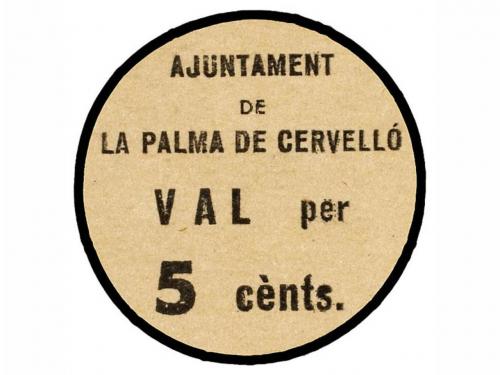 AJUNTAMENT
DE
LA PALMA DE CERVELLÓ
VAL per
5 cènts.